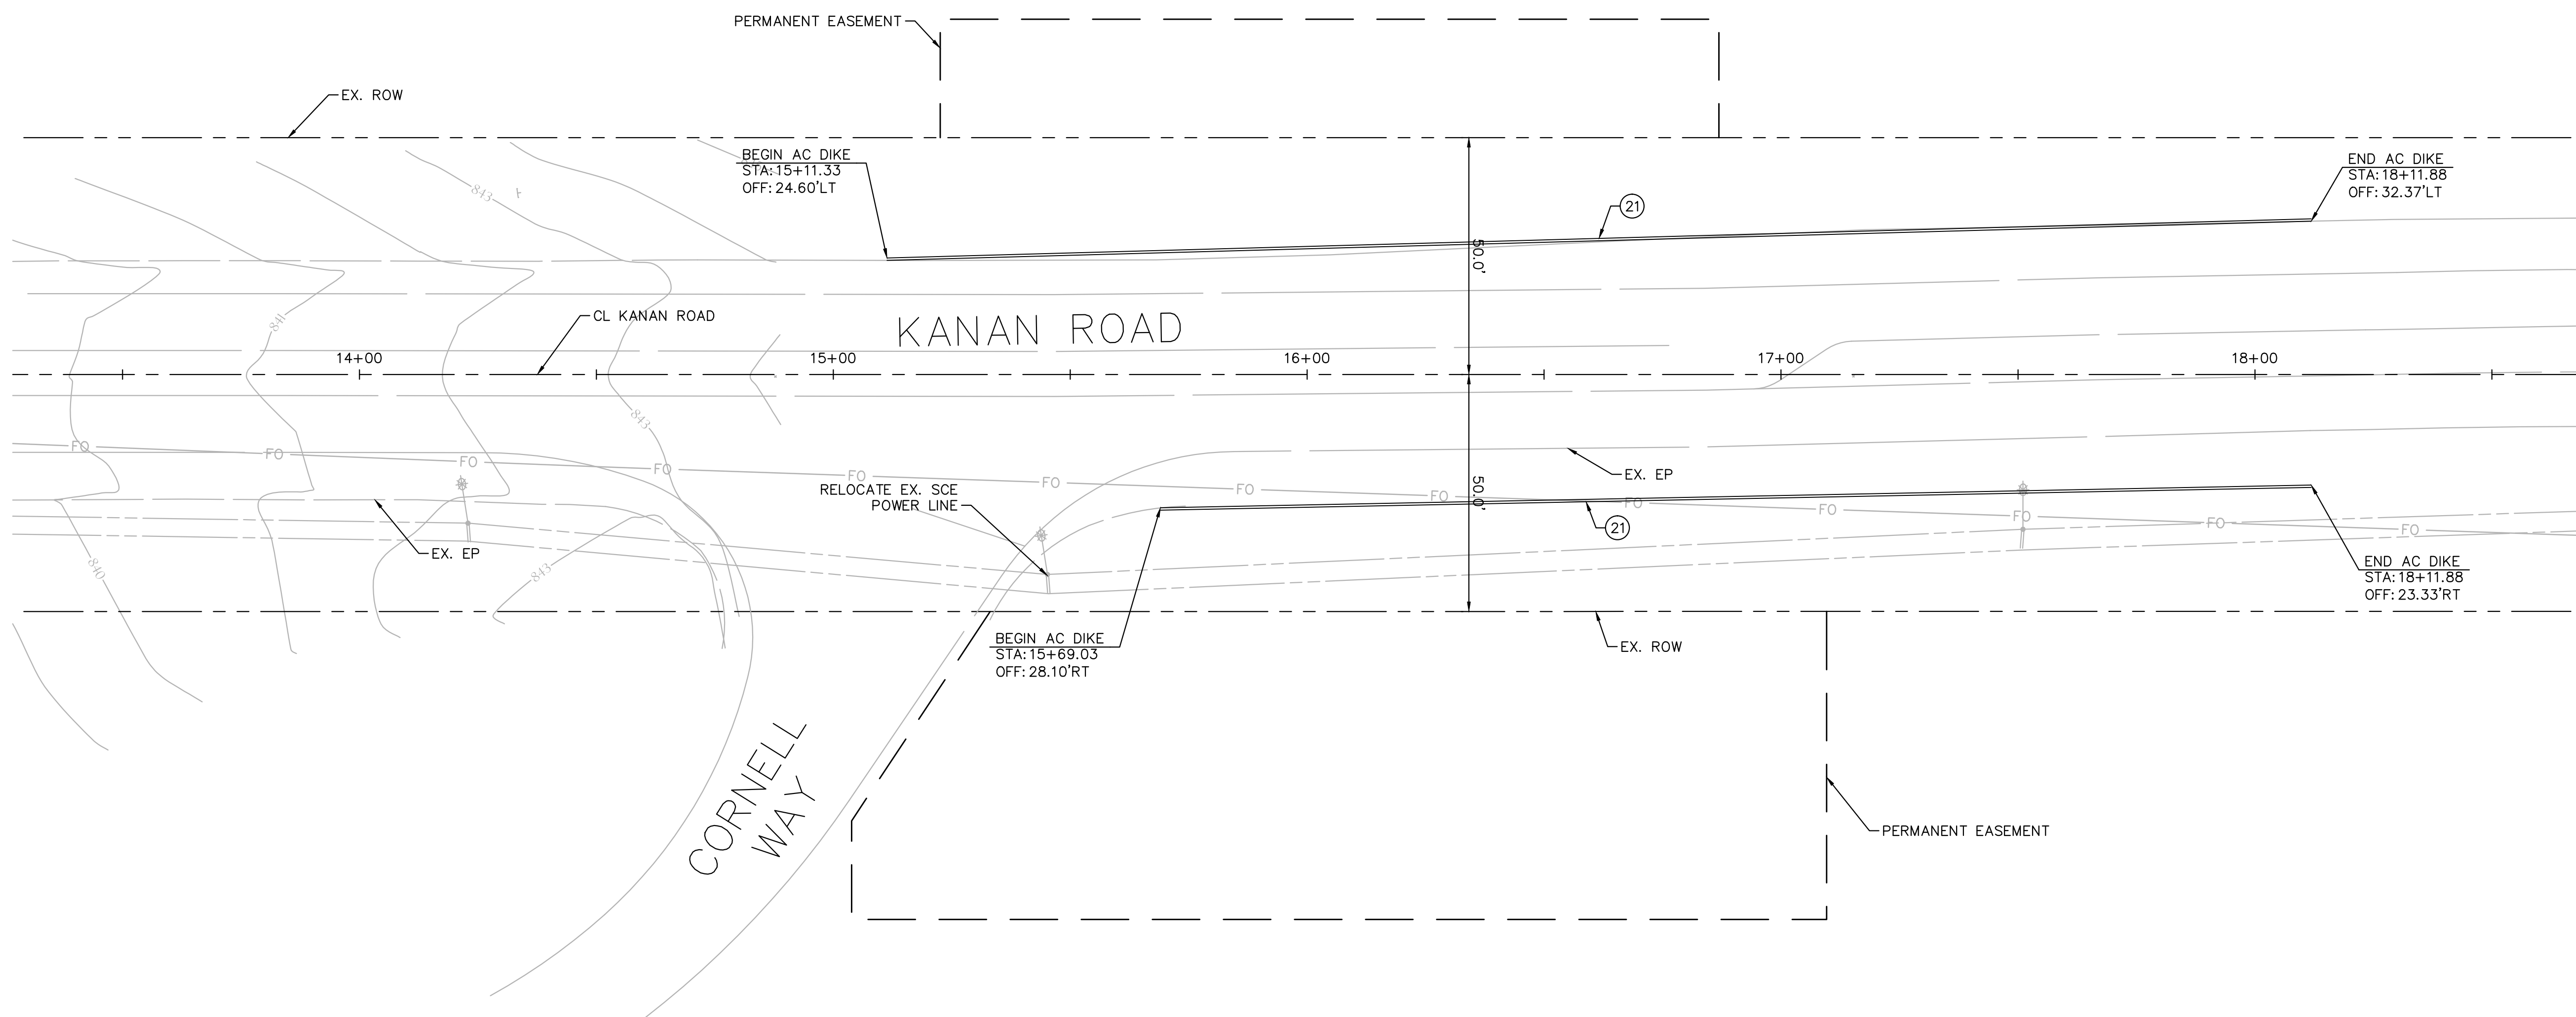 PERMANENT EASEMENT
EX. ROW
BEGIN AC DIKE
STA: 15+11.33
OFF: 24.60'LT
END AC DIKE
STA: 18+11.88
OFF: 32.37'LT
843
21
50.0'
841
CL KANAN ROAD
KANAN ROAD
14+00
15+00
16+00
17+00
18+00
843
FO
FO
FO
FO
FO
FO
FO
FO
FO
FO
FO
FO
FO
EX. EP
RELOCATE EX. SCE
POWER LINE
50.0'
21
EX. EP
840
843
END AC DIKE
STA: 18+11.88
OFF: 23.33'RT
BEGIN AC DIKE
STA: 15+69.03
OFF: 28.10'RT
EX. ROW
CORNELL
WAY
PERMANENT EASEMENT